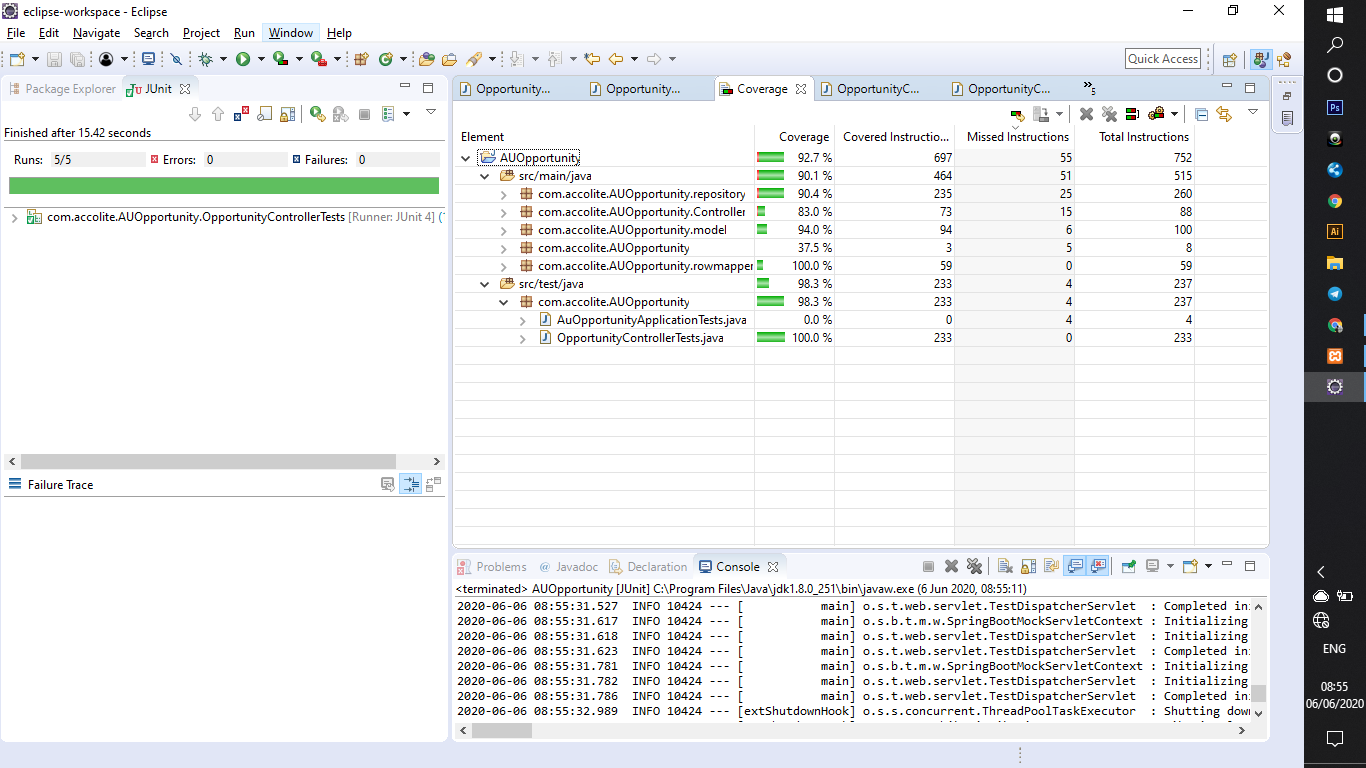 eclipse-workspace - Eclipse
File Edit Navigate Search Project Run Window Help
Quick Access
Package Explorer JUnit
Finished after 15.42 seconds
Runs: 5/5 Errors: 0 Failures: 0
com.accolite.AUOpportunity.OpportunityControllerTests [Runner: JUnit 4] (
Failure Trace
Opportunity... Opportunity... Coverage OpportunityC... OpportunityC... »5
Element Coverage Covered Instructio... Missed Instructions Total Instructions
AUOpportunity 92.7 % 697 55 752
src/main/java 90.1 % 464 51 515
com.accolite.AUOpportunity.repository 90.4 % 235 25 260
com.accolite.AUOpportunity.Controller 83.0 % 73 15 88
com.accolite.AUOpportunity.model 94.0 % 94 6 100
com.accolite.AUOpportunity 37.5 % 3 5 8
com.accolite.AUOpportunity.rowmapper 100.0 % 59 0 59
src/test/java 98.3 % 233 4 237
com.accolite.AUOpportunity 98.3 % 233 4 237
AuOpportunityApplicationTests.java 0.0 % 0 4 4
OpportunityControllerTests.java 100.0 % 233 0 233
Problems @ Javadoc Declaration Console
<terminated> AUOpportunity [JUnit] C:\Program Files\Java\jdk1.8.0_251\bin\javaw.exe (6 Jun 2020, 08:55:11)
2020-06-06 08:55:31.527 INFO 10424 --- [ main] o.s.t.web.servlet.TestDispatcherServlet : Completed ini
2020-06-06 08:55:31.617 INFO 10424 --- [ main] o.s.b.t.m.w.SpringBootMockServletContext : Initializing
2020-06-06 08:55:31.618 INFO 10424 --- [ main] o.s.t.web.servlet.TestDispatcherServlet : Initializing
2020-06-06 08:55:31.623 INFO 10424 --- [ main] o.s.t.web.servlet.TestDispatcherServlet : Completed ini
2020-06-06 08:55:31.781 INFO 10424 --- [ main] o.s.b.t.m.w.SpringBootMockServletContext : Initializing
2020-06-06 08:55:31.782 INFO 10424 --- [ main] o.s.t.web.servlet.TestDispatcherServlet : Initializing
2020-06-06 08:55:31.786 INFO 10424 --- [ main] o.s.t.web.servlet.TestDispatcherServlet : Completed ini
2020-06-06 08:55:32.989 INFO 10424 --- [extShutdownHook] o.s.s.concurrent.ThreadPoolTaskExecutor : Shutting dow
Ps
Ai
ENG
08:55
06/06/2020